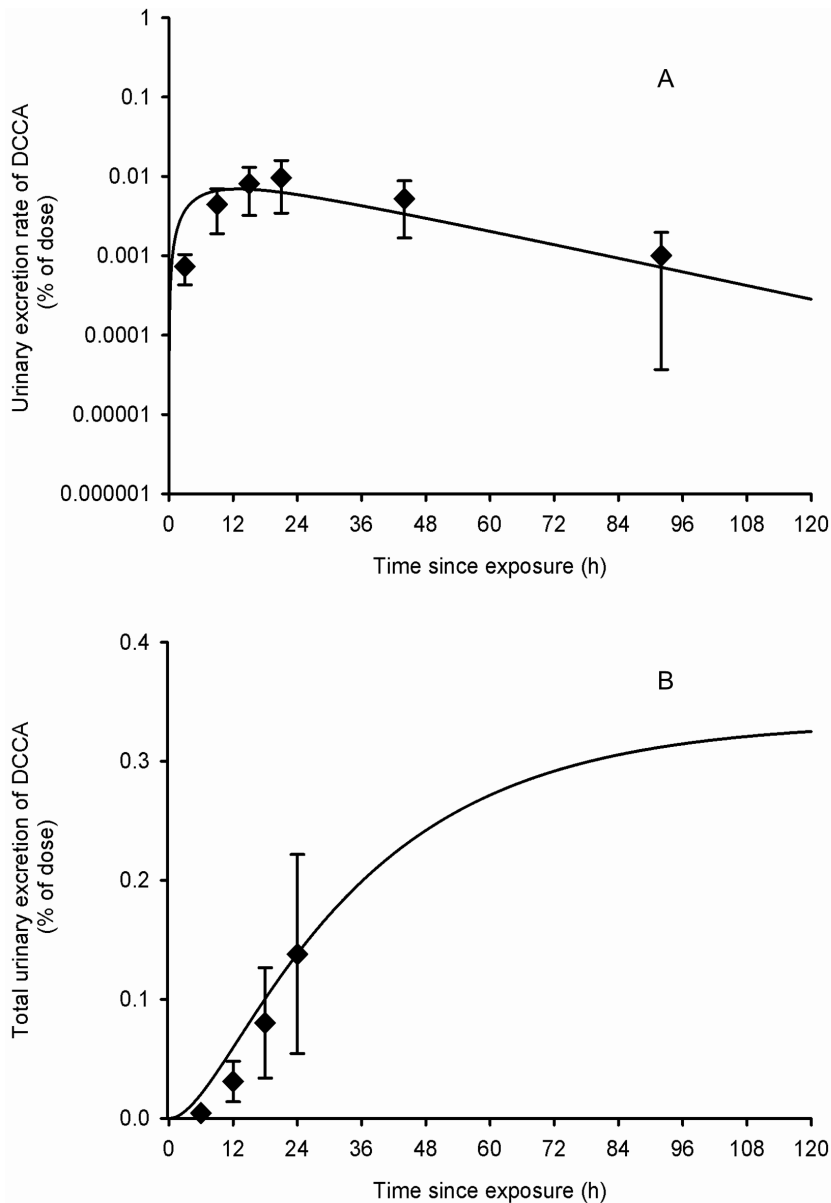 A
Urinary excretion rate of DCCA
(% of dose)
1
0.1
0.01
0.001
0.0001
0.00001
0.000001
0 12 24 36 48 60 72 84 96 108 120
Time since exposure (h)
B
Total urinary excretion of DCCA
(% of dose)
0.4
0.3
0.2
0.1
0.0
0 12 24 36 48 60 72 84 96 108 120
Time since exposure (h)